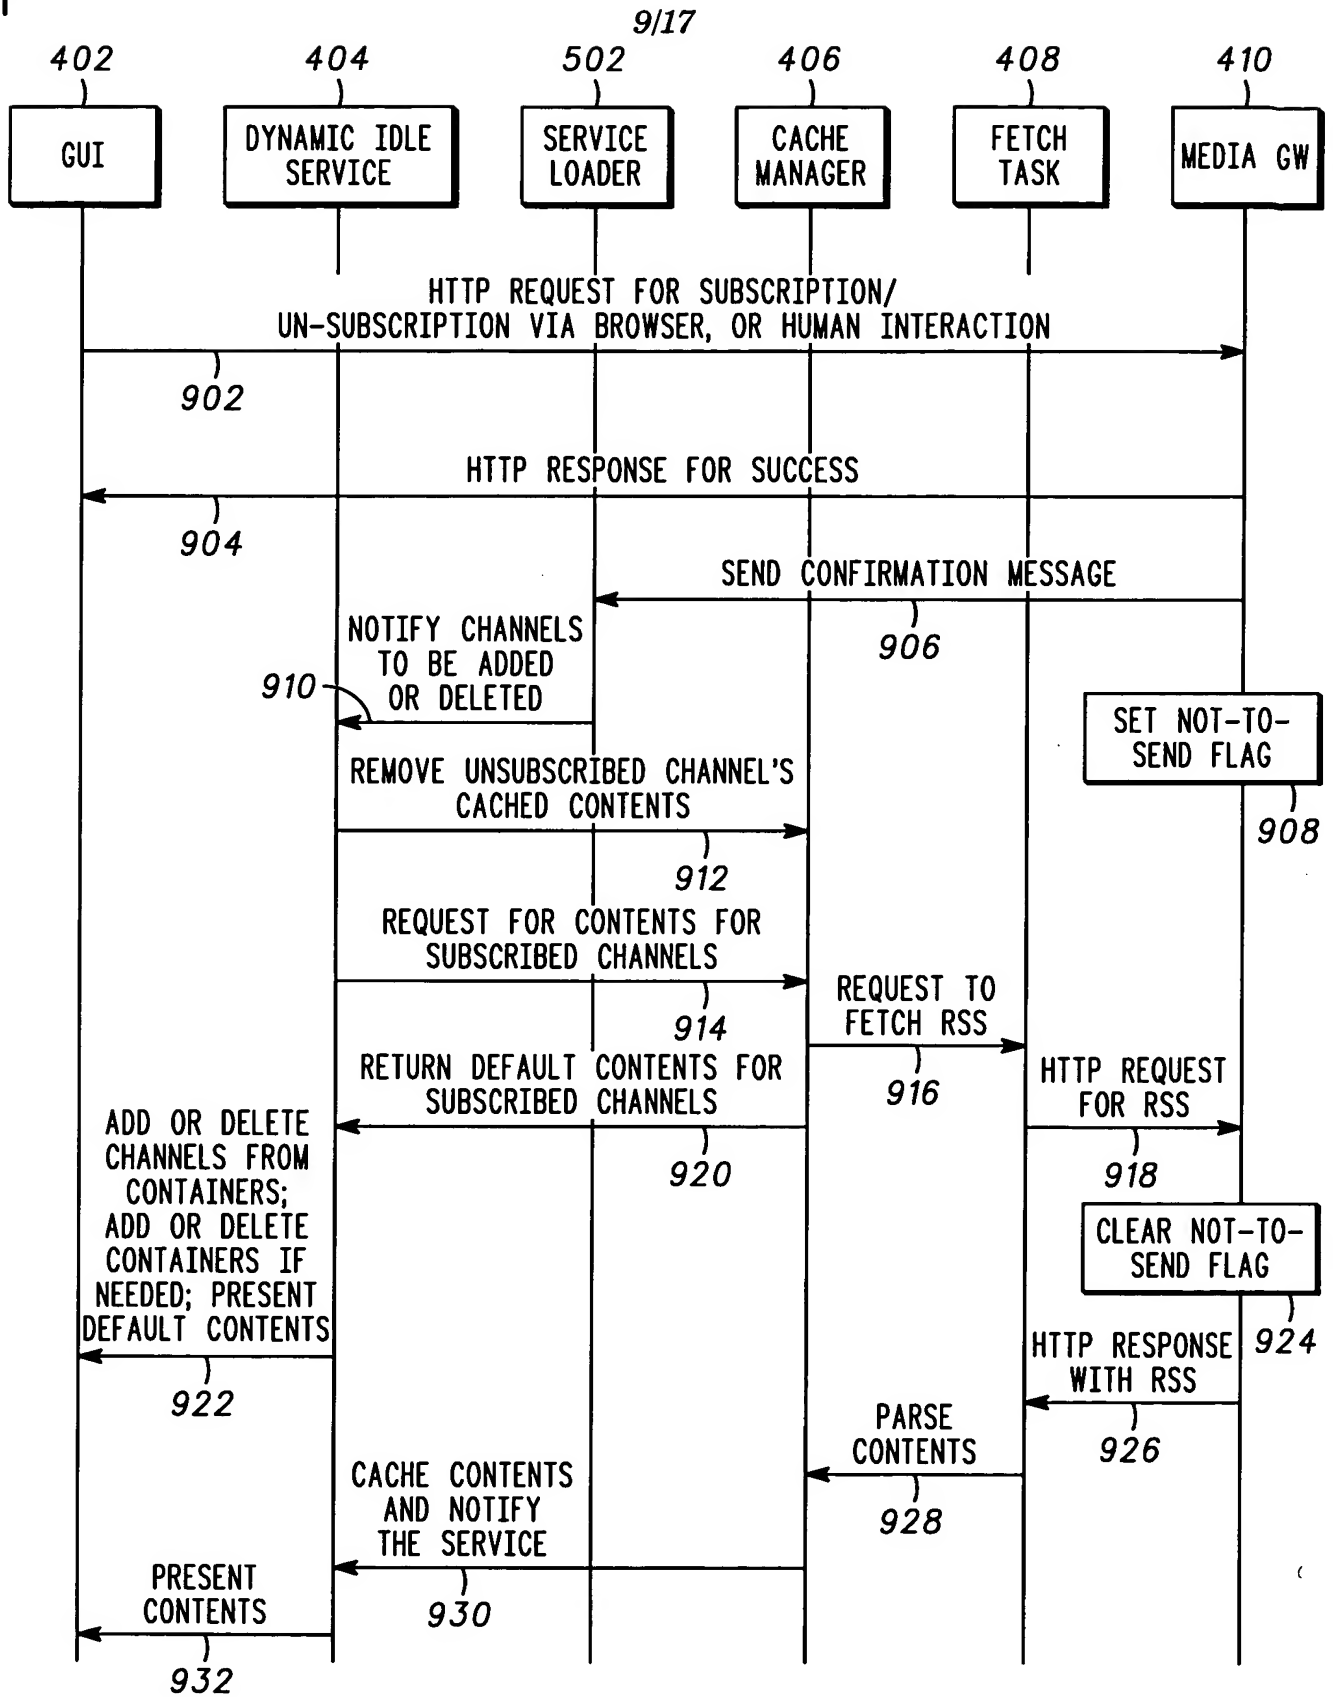 9/17
402 404 502 406 408 410
GUI
DYNAMIC IDLE
SERVICE
SERVICE
LOADER
CACHE
MANAGER
FETCH
TASK
MEDIA GW
HTTP REQUEST FOR SUBSCRIPTION/
UN-SUBSCRIPTION VIA BROWSER, OR HUMAN INTERACTION
902
HTTP RESPONSE FOR SUCCESS
904
SEND CONFIRMATION MESSAGE
906
NOTIFY CHANNELS
TO BE ADDED
OR DELETED
910
SET NOT-TO-
SEND FLAG
908
REMOVE UNSUBSCRIBED CHANNEL'S
CACHED CONTENTS
912
REQUEST FOR CONTENTS FOR
SUBSCRIBED CHANNELS
914
REQUEST TO
FETCH RSS
916
HTTP REQUEST
FOR RSS
918
RETURN DEFAULT CONTENTS FOR
SUBSCRIBED CHANNELS
920
ADD OR DELETE
CHANNELS FROM
CONTAINERS;
ADD OR DELETE
CONTAINERS IF
NEEDED; PRESENT
DEFAULT CONTENTS
922
CLEAR NOT-TO-
SEND FLAG
924
HTTP RESPONSE
WITH RSS
926
PARSE
CONTENTS
928
CACHE CONTENTS
AND NOTIFY
THE SERVICE
930
PRESENT
CONTENTS
932